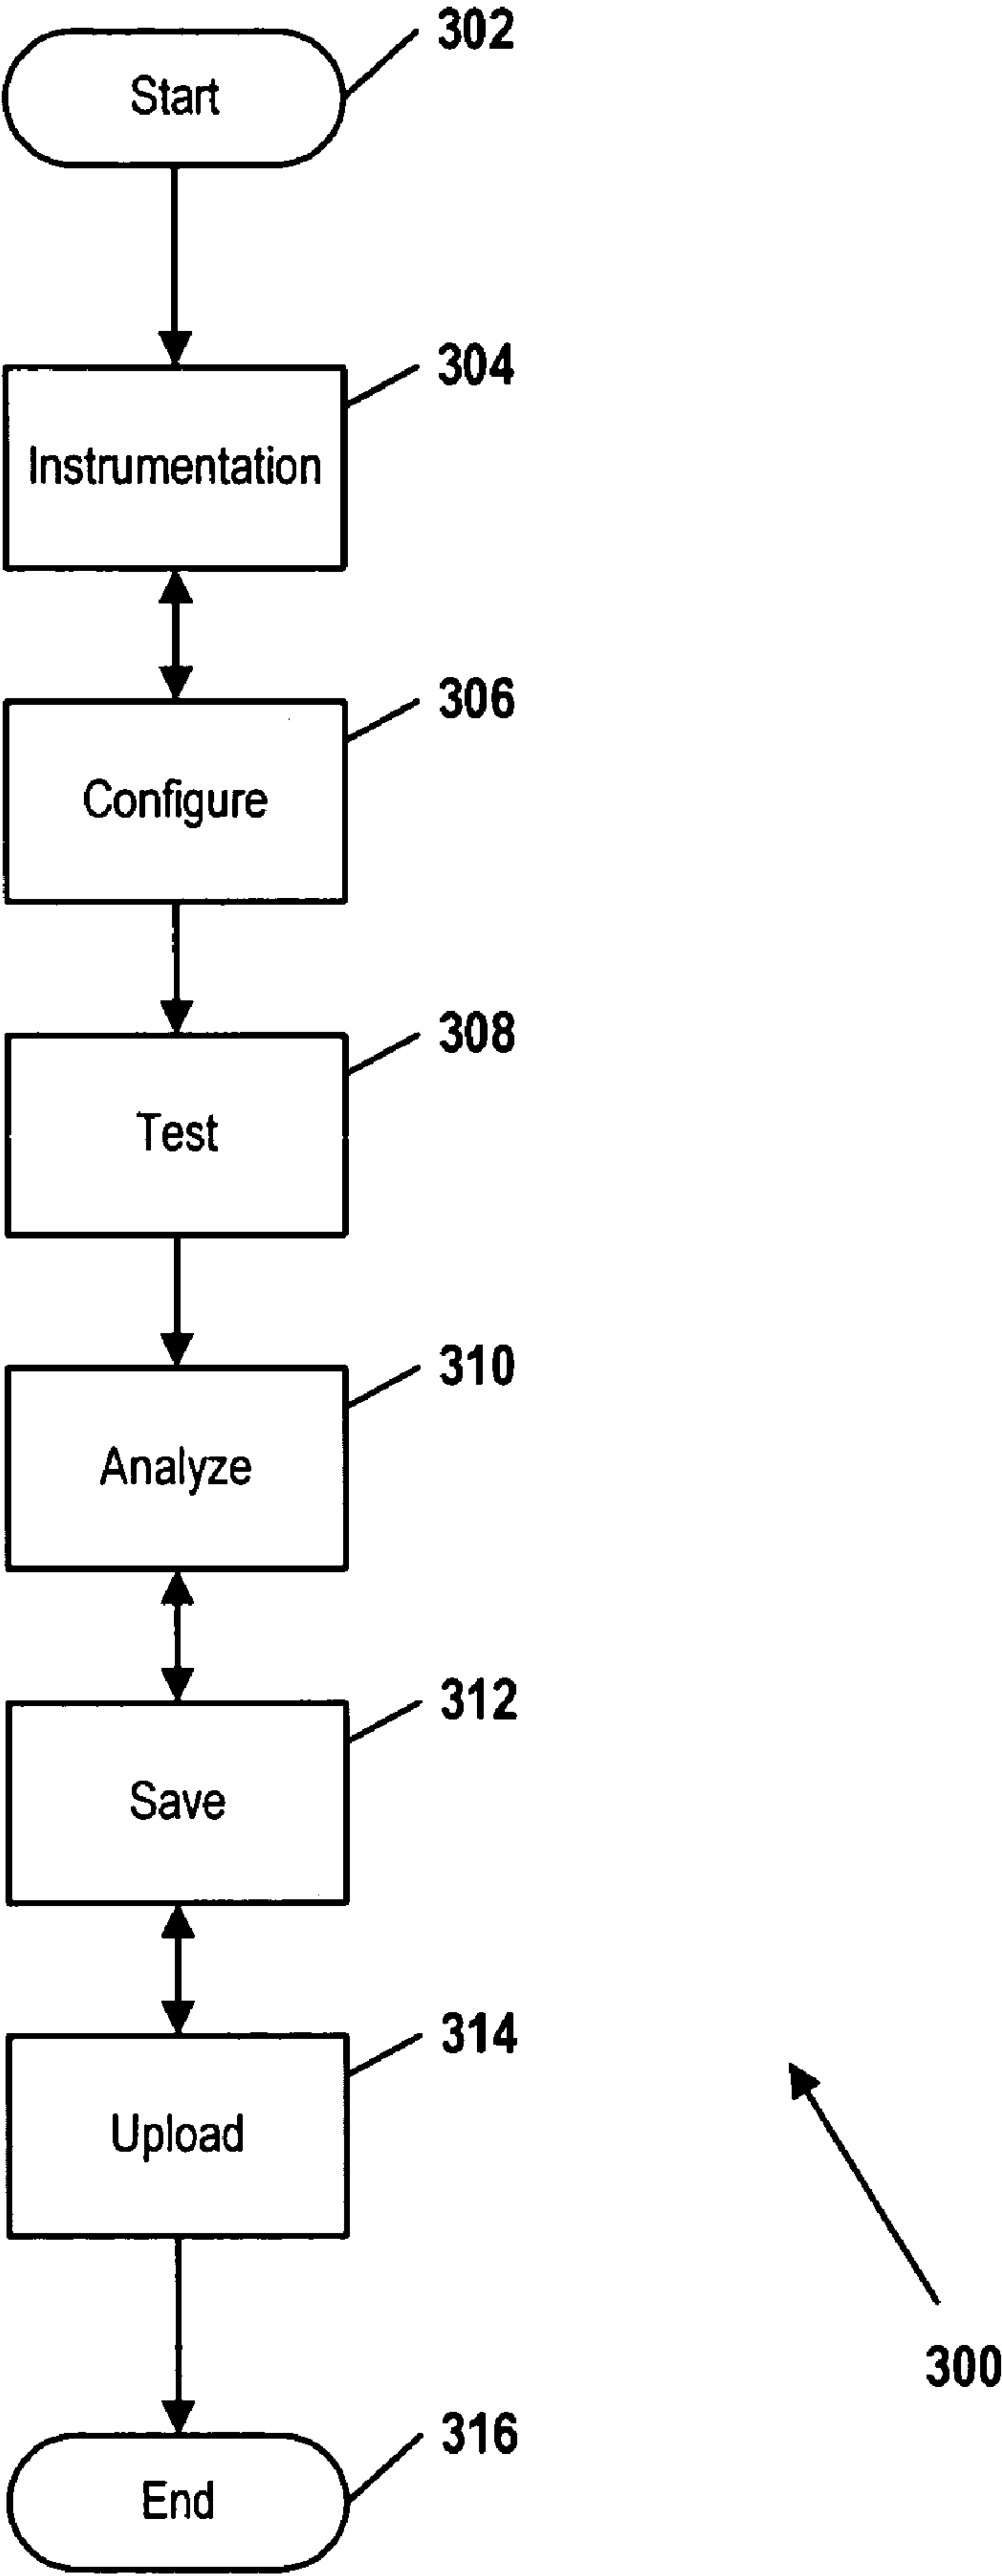 302
Start
304
Instrumentation
306
Configure
308
Test
310
Analyze
312
Save
314
Upload
300
316
End